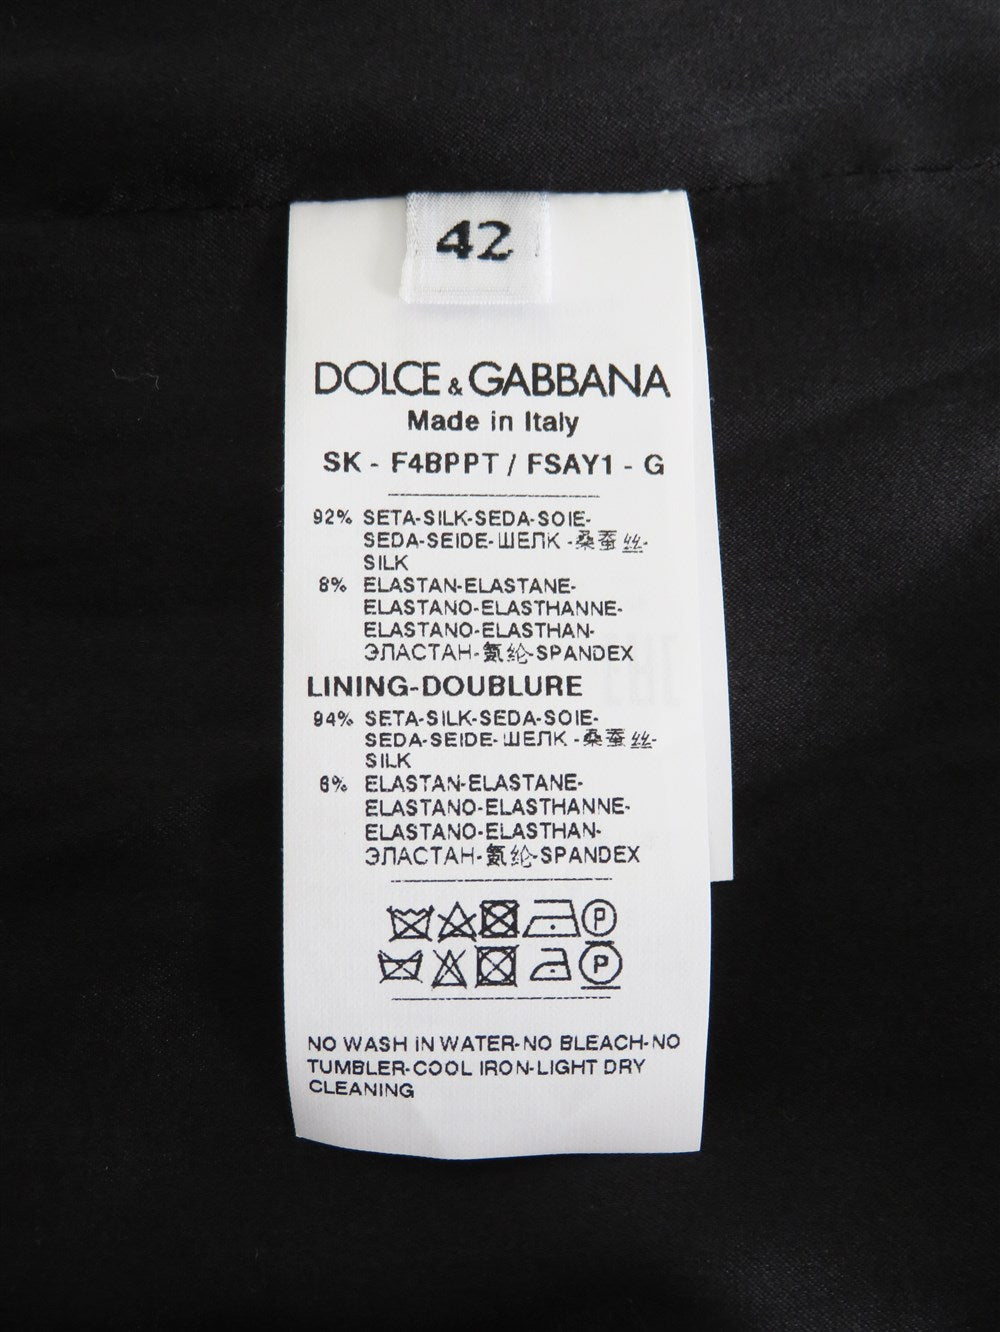 42
DOLCE & GABBANA
Made in Italy
SK - F4BPPT / FSAY1 - G
92% SETA-SILK-SEDA-SOIE-
SEDA-SEIDE-ШЕЛК-桑蚕丝-
SILK
8% ELASTAN-ELASTANE-
ELASTANO-ELASTHANNE-
ELASTANO-ELASTHAN-
ЭЛАСТАН-氨纶-SPANDEX
LINING-DOUBLURE
94% SETA-SILK-SEDA-SOIE-
SEDA-SEIDE-ШЕЛК-桑蚕丝-
SILK
6% ELASTAN-ELASTANE-
ELASTANO-ELASTHANNE-
ELASTANO-ELASTHAN-
ЭЛАСТАН-氨纶-SPANDEX
P
P
NO WASH IN WATER-NO BLEACH-NO
TUMBLER-COOL IRON-LIGHT DRY
CLEANING